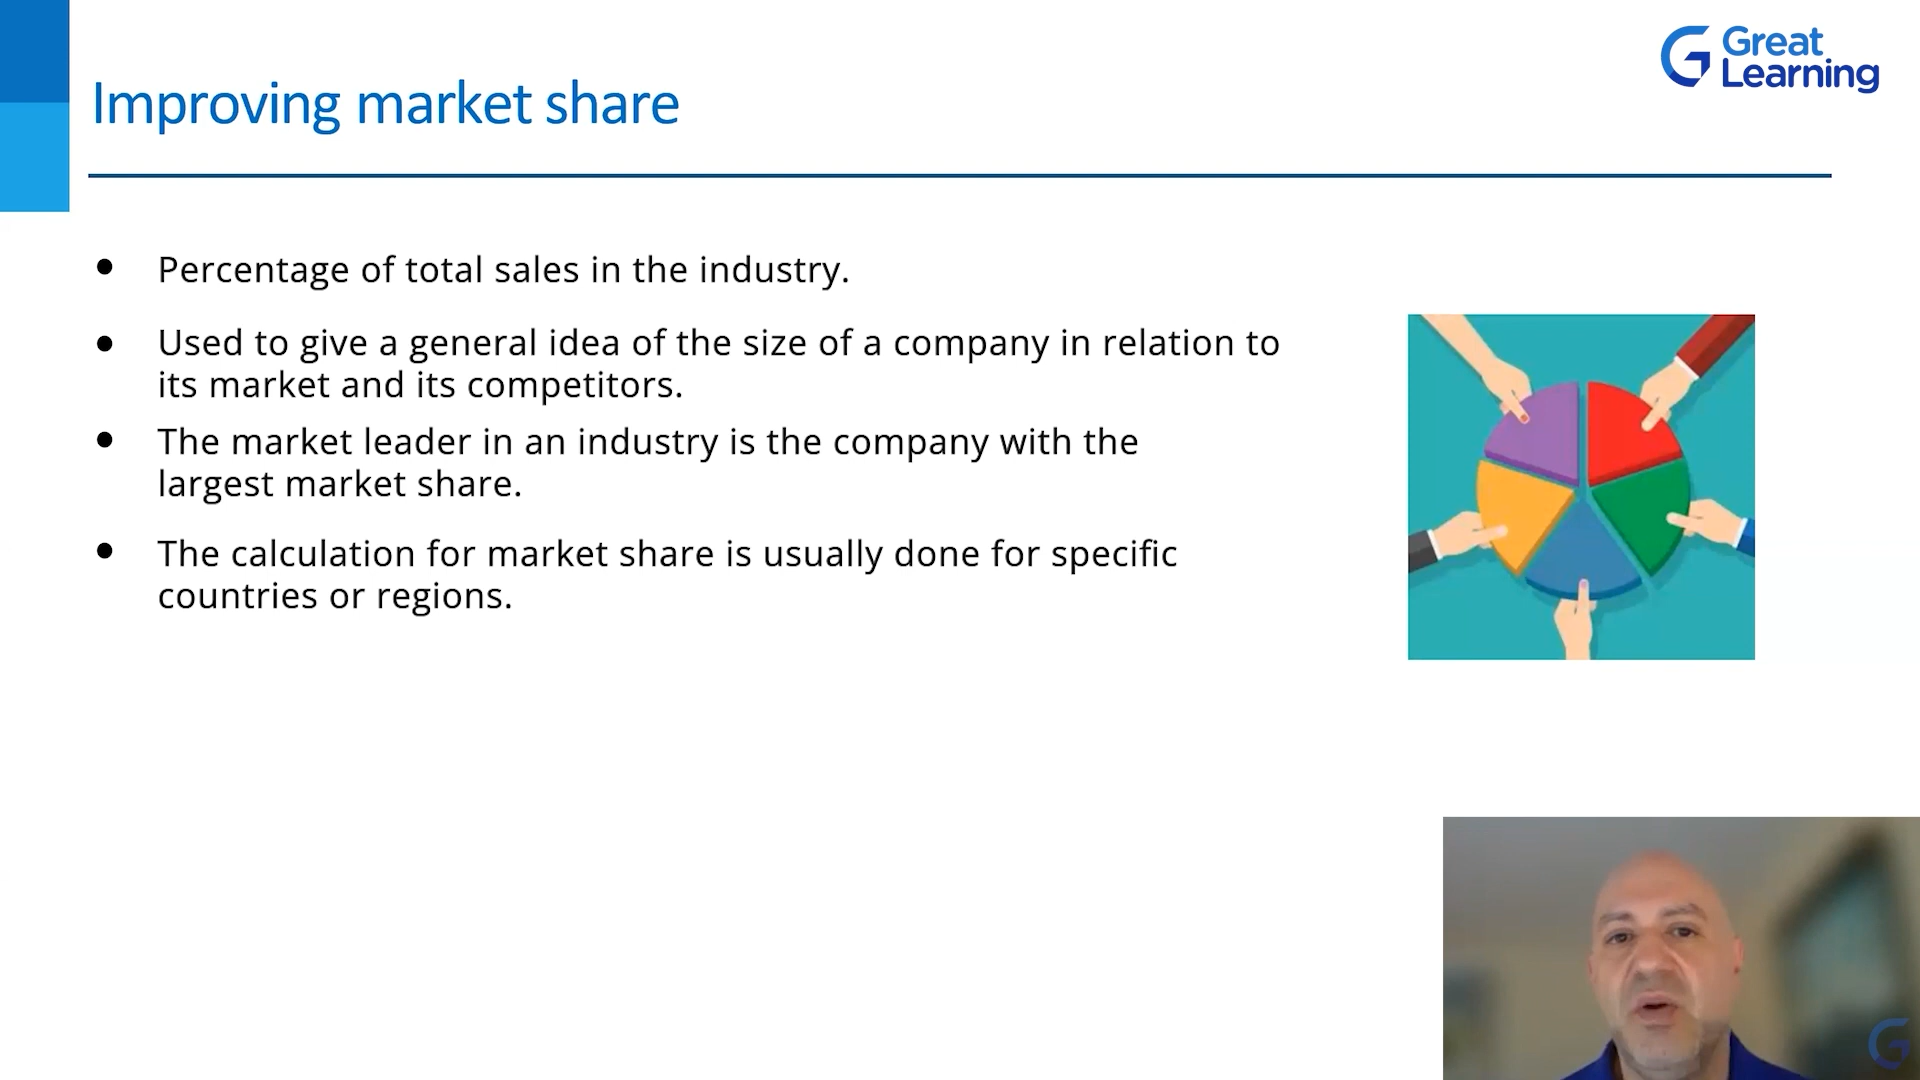 Great
Learning
Improving market share
• Percentage of total sales in the industry.
• Used to give a general idea of the size of a company in relation to
its market and its competitors.
• The market leader in an industry is the company with the
largest market share.
• The calculation for market share is usually done for specific
countries or regions.